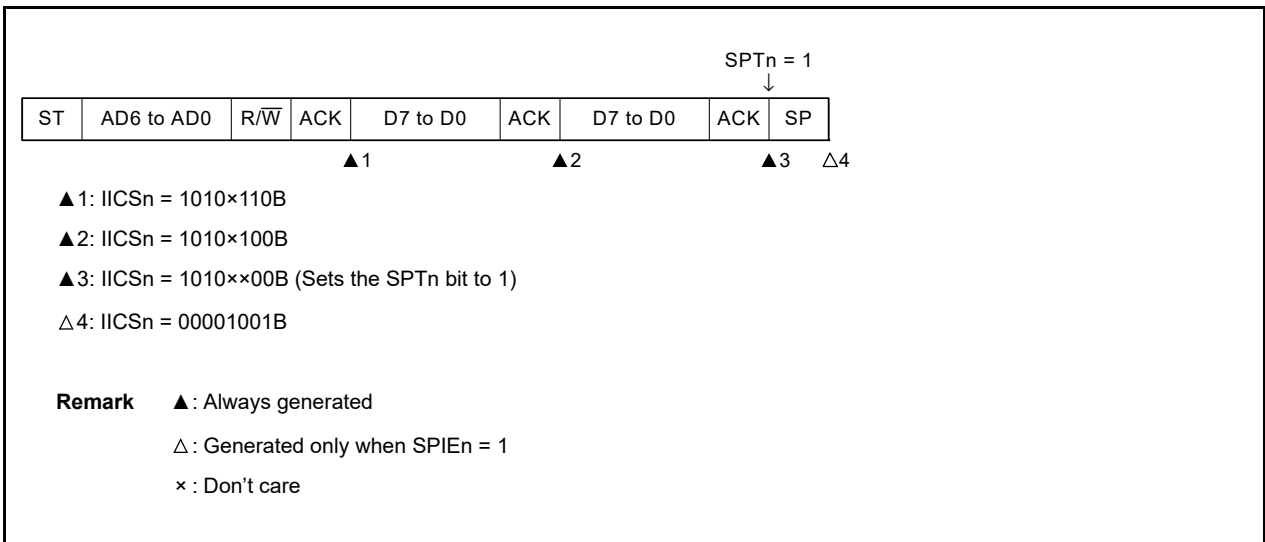 SPTn = 1
↓
ST AD6 to AD0 R/W̅ ACK D7 to D0 ACK D7 to D0 ACK SP
▲1 ▲2 ▲3 △4
▲1: IICSn = 1010×110B
▲2: IICSn = 1010×100B
▲3: IICSn = 1010××00B (Sets the SPTn bit to 1)
△4: IICSn = 00001001B
Remark ▲: Always generated
△: Generated only when SPIEn = 1
×: Don’t care